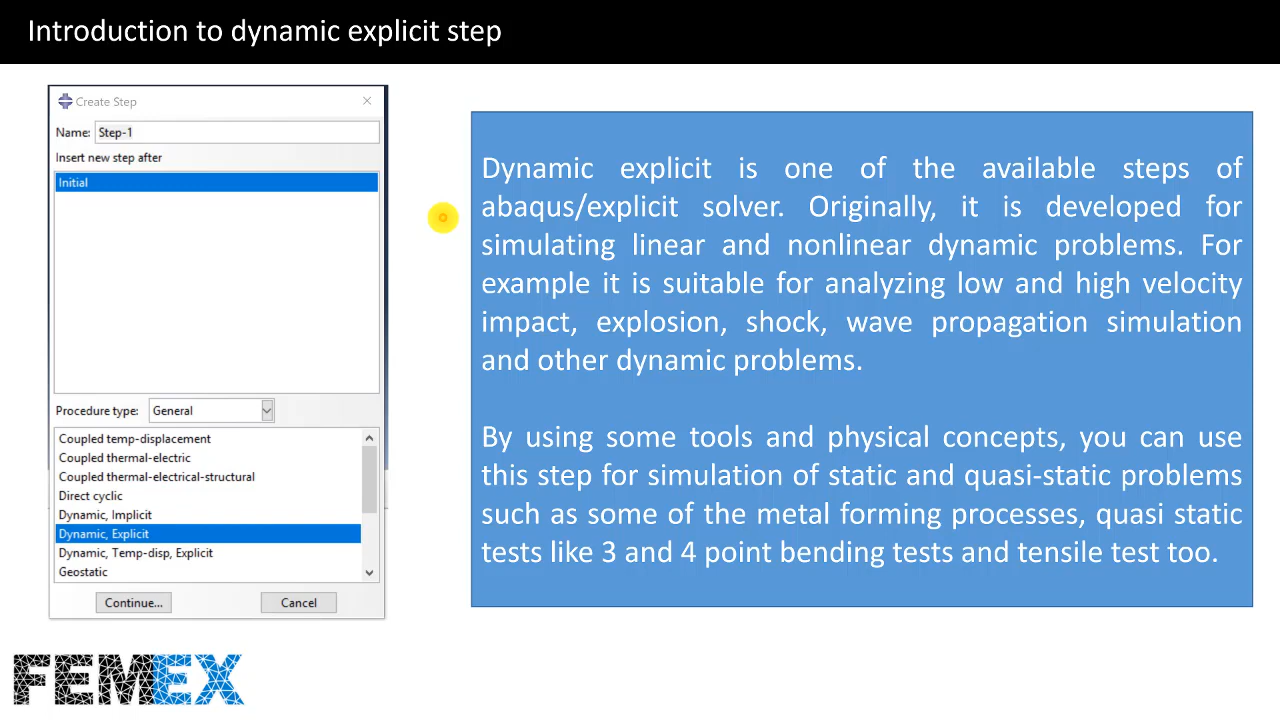 Introduction to dynamic explicit step
Create Step
Name: Step-1
Insert new step after
Initial
Procedure type: General
Coupled temp-displacement
Coupled thermal-electric
Coupled thermal-electrical-structural
Direct cyclic
Dynamic, Implicit
Dynamic, Explicit
Dynamic, Temp-disp, Explicit
Geostatic
Continue... Cancel
Dynamic explicit is one of the available steps of
abaqus/explicit solver. Originally, it is developed for
simulating linear and nonlinear dynamic problems. For
example it is suitable for analyzing low and high velocity
impact, explosion, shock, wave propagation simulation
and other dynamic problems.
By using some tools and physical concepts, you can use
this step for simulation of static and quasi-static problems
such as some of the metal forming processes, quasi static
tests like 3 and 4 point bending tests and tensile test too.
FEMEX